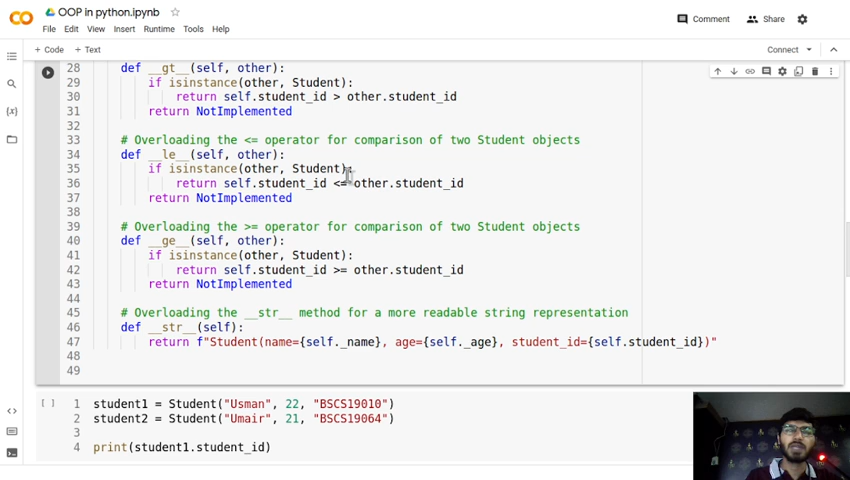 OOP in python.ipynb
File Edit View Insert Runtime Tools Help
Comment Share
+ Code + Text Connect
28 def __gt__(self, other):
29 if isinstance(other, Student):
30 return self.student_id > other.student_id
31 return NotImplemented
32
33 # Overloading the <= operator for comparison of two Student objects
34 def __le__(self, other):
35 if isinstance(other, Student):
36 return self.student_id <= other.student_id
37 return NotImplemented
38
39 # Overloading the >= operator for comparison of two Student objects
40 def __ge__(self, other):
41 if isinstance(other, Student):
42 return self.student_id >= other.student_id
43 return NotImplemented
44
45 # Overloading the __str__ method for a more readable string representation
46 def __str__(self):
47 return f"Student(name={self._name}, age={self._age}, student_id={self.student_id})"
48
49
[ ] 1 student1 = Student("Usman", 22, "BSCS19010")
2 student2 = Student("Umair", 21, "BSCS19064")
3
4 print(student1.student_id)